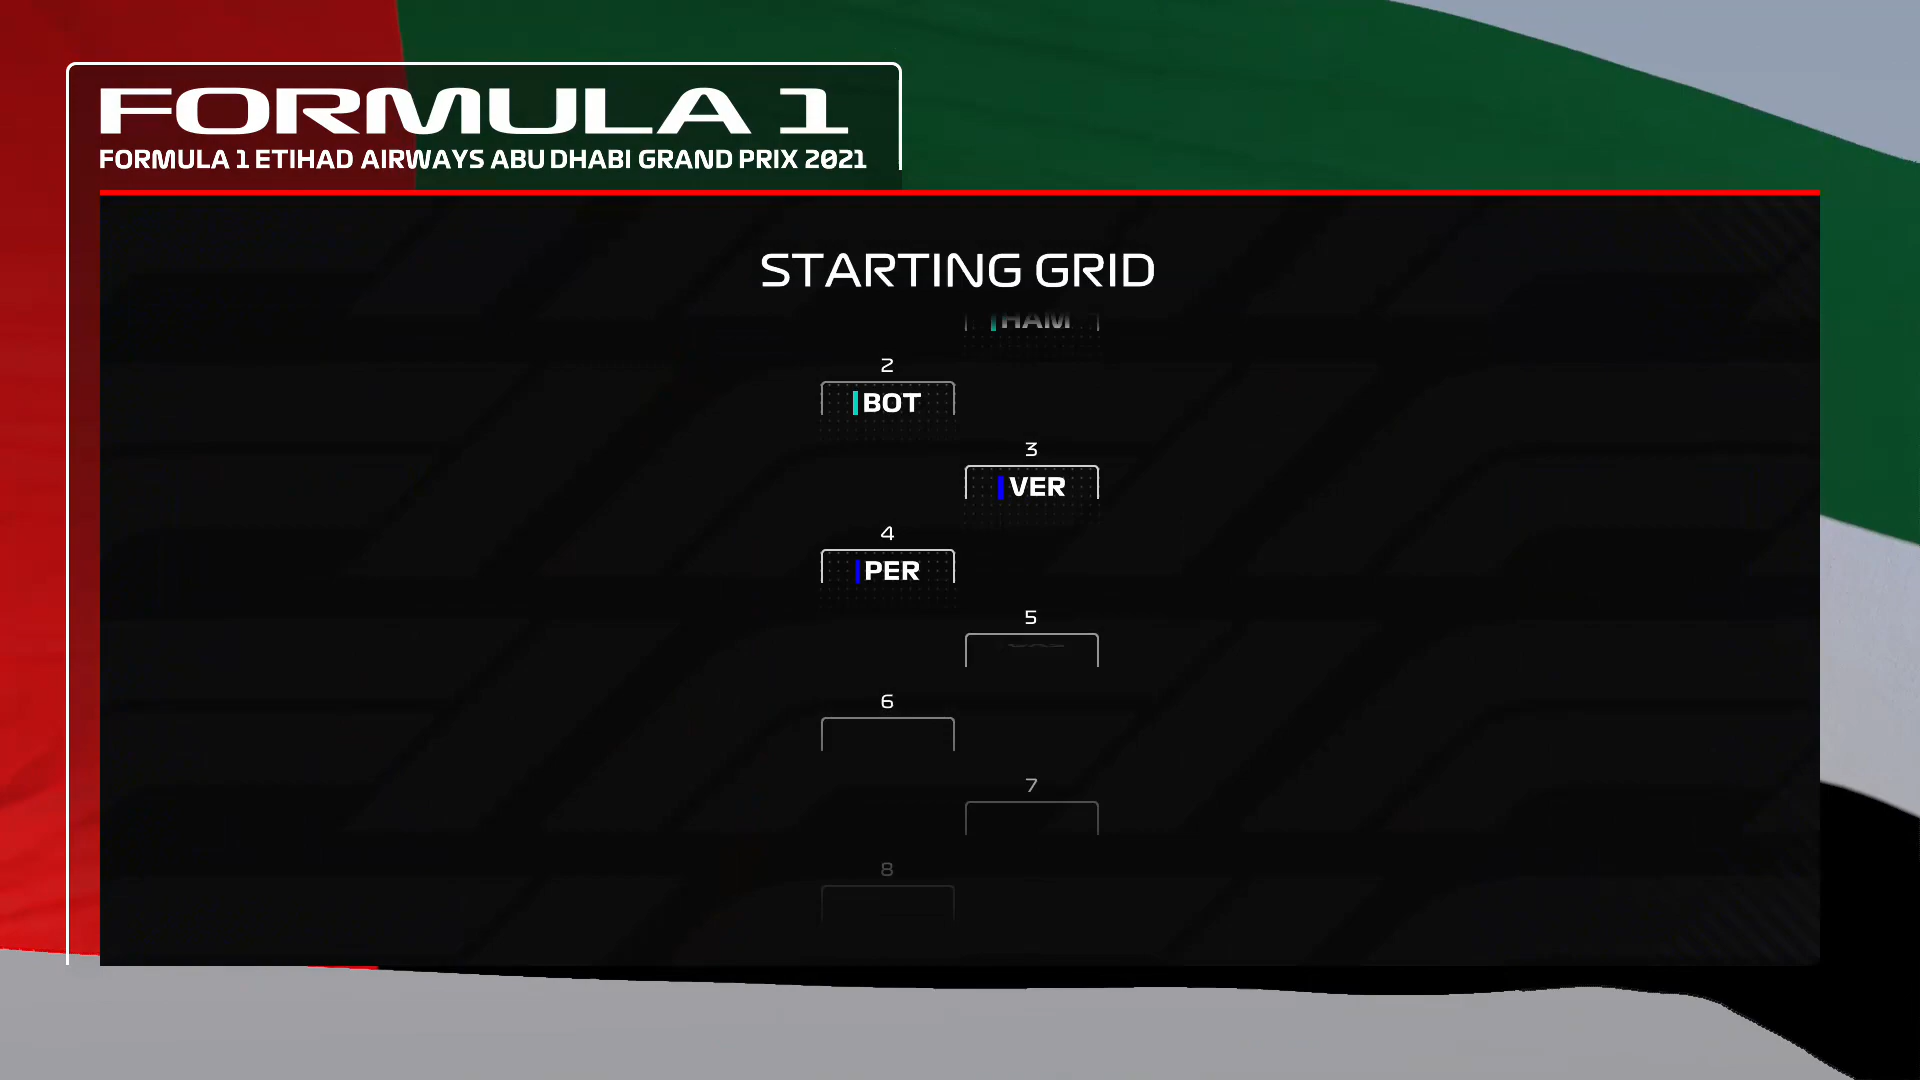 FORMULA 1
FORMULA 1 ETIHAD AIRWAYS ABU DHABI GRAND PRIX 2021
STARTING GRID
HAM
2
BOT
3
VER
4
PER
5
6
7
8